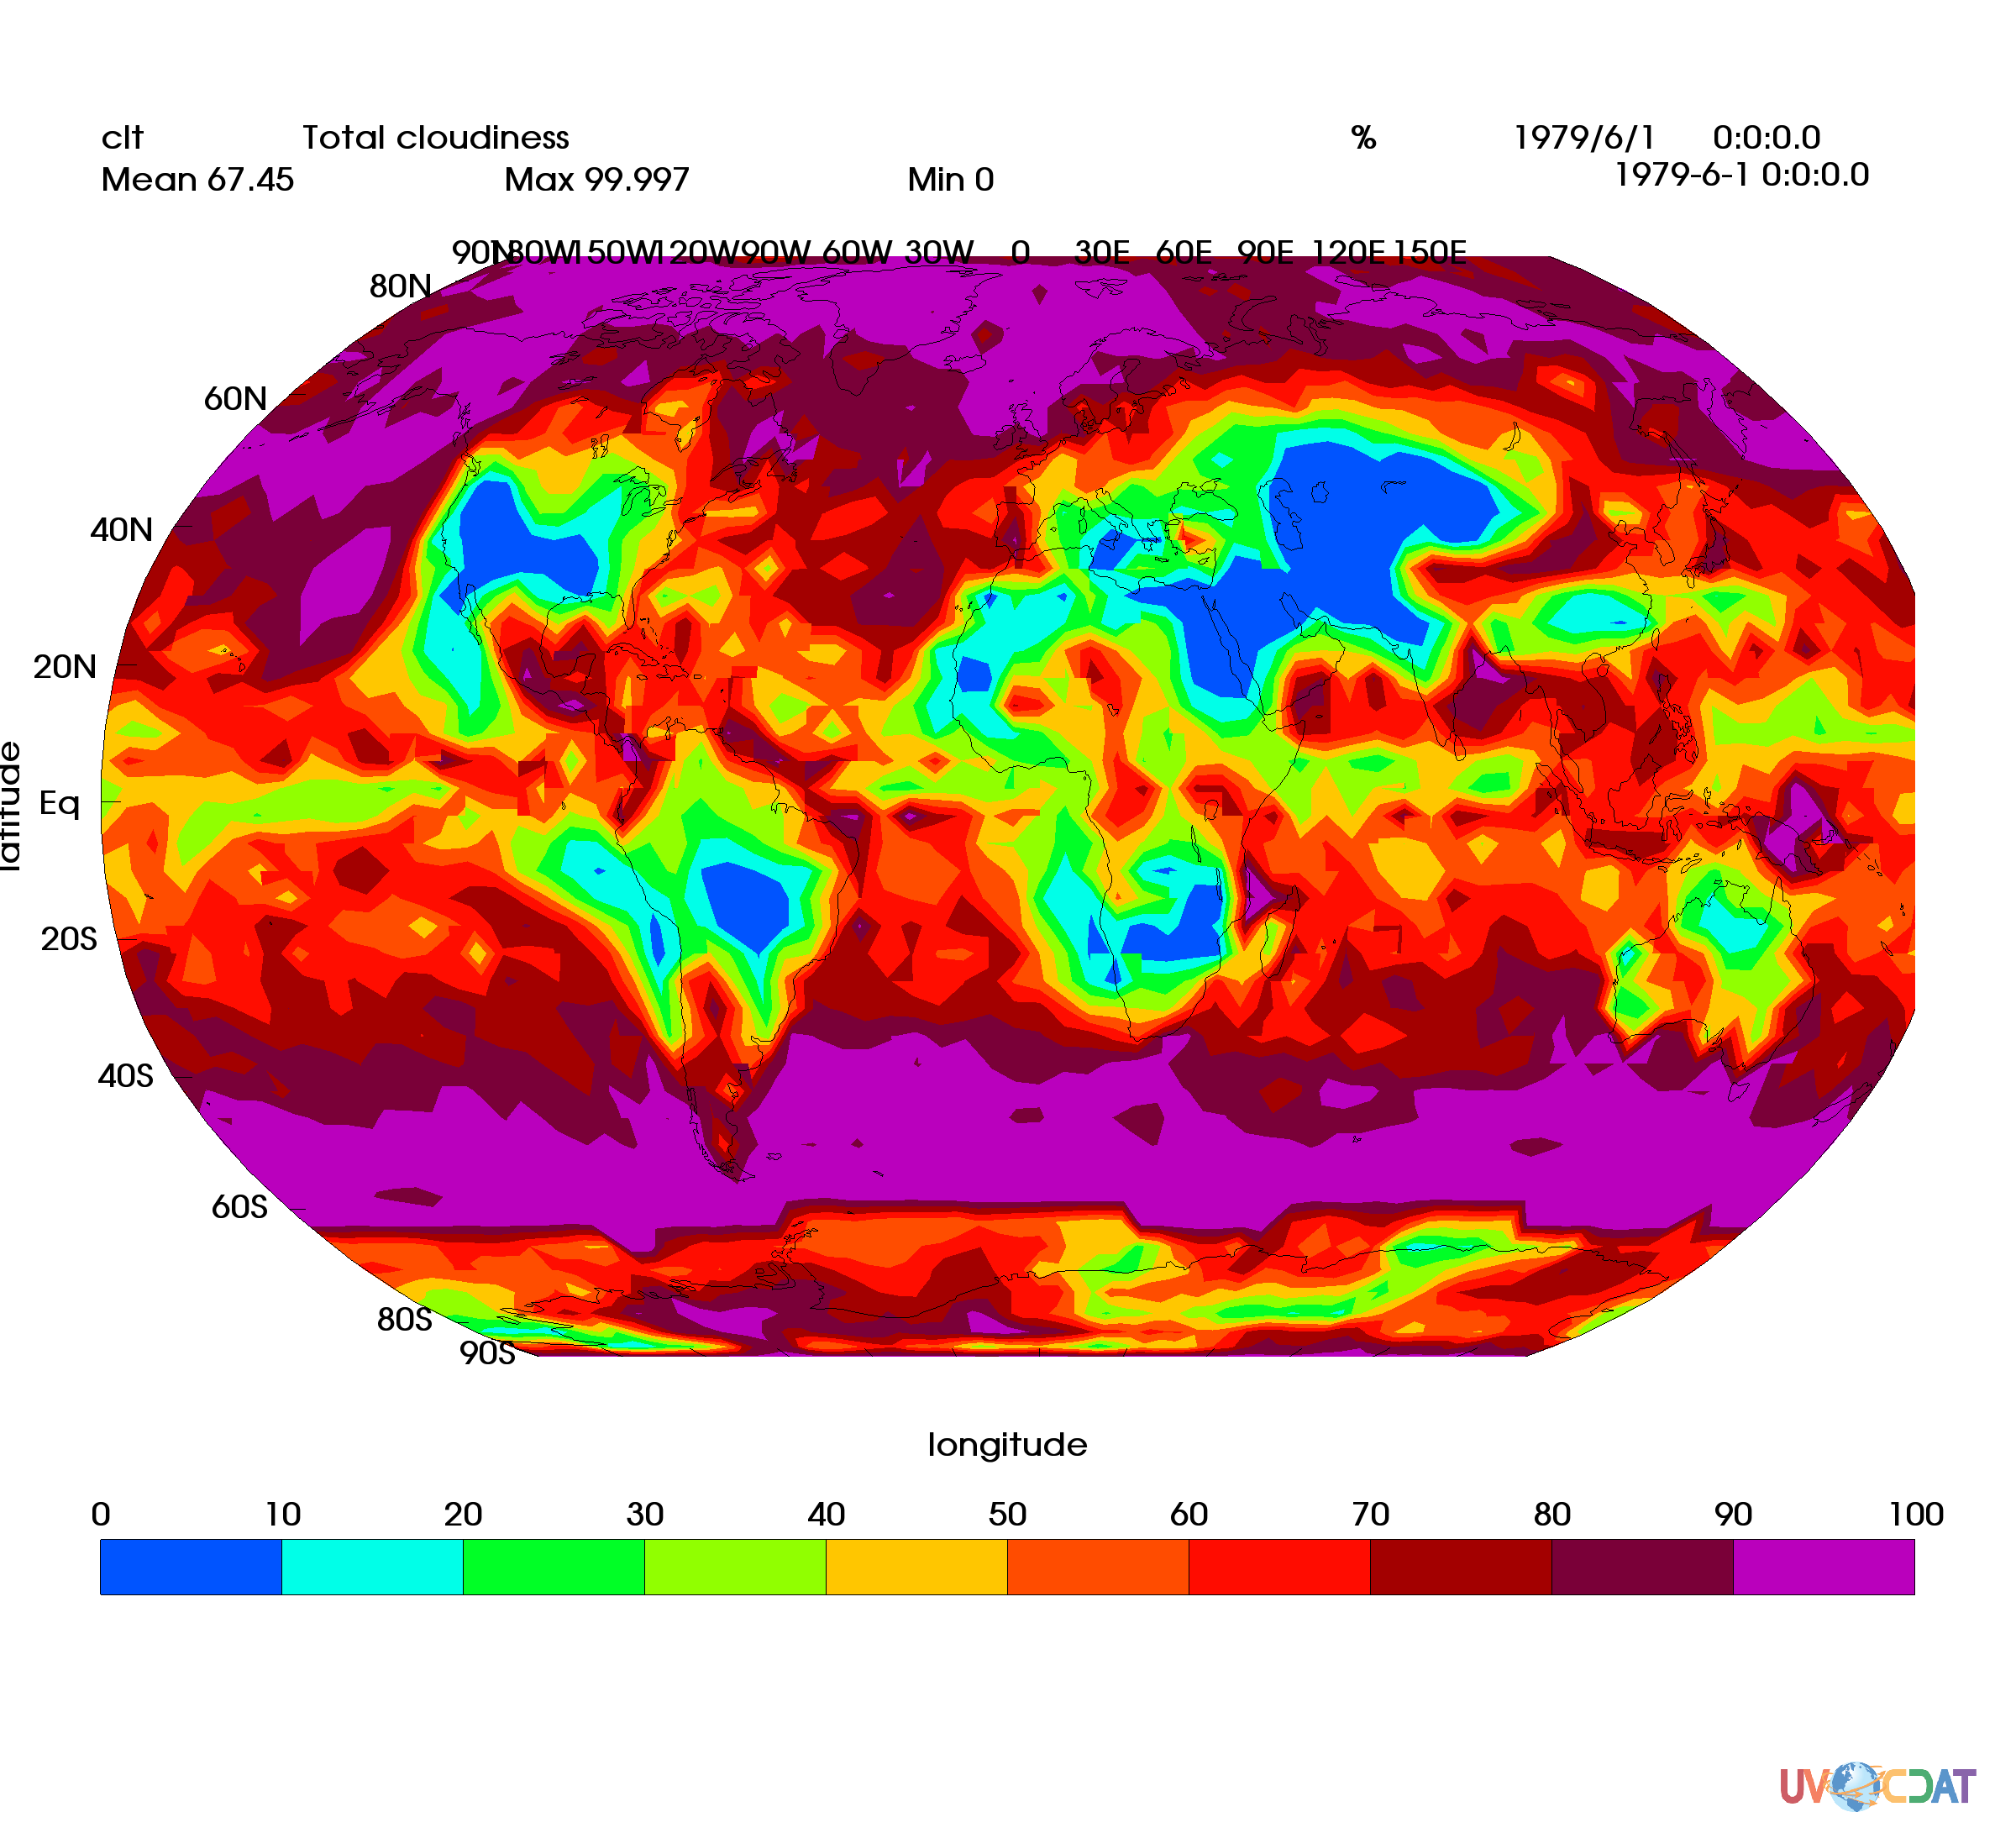 clt Total cloudiness % 1979/6/1 0:0:0.0
Mean 67.45 Max 99.997 Min 0 1979-6-1 0:0:0.0
90N 180W 150W 120W 90W 60W 30W 0 30E 60E 90E 120E 150E
80N
60N
40N
20N
Eq
20S
40S
60S
80S
90S
latitude
longitude
0 10 20 30 40 50 60 70 80 90 100
UV CDAT